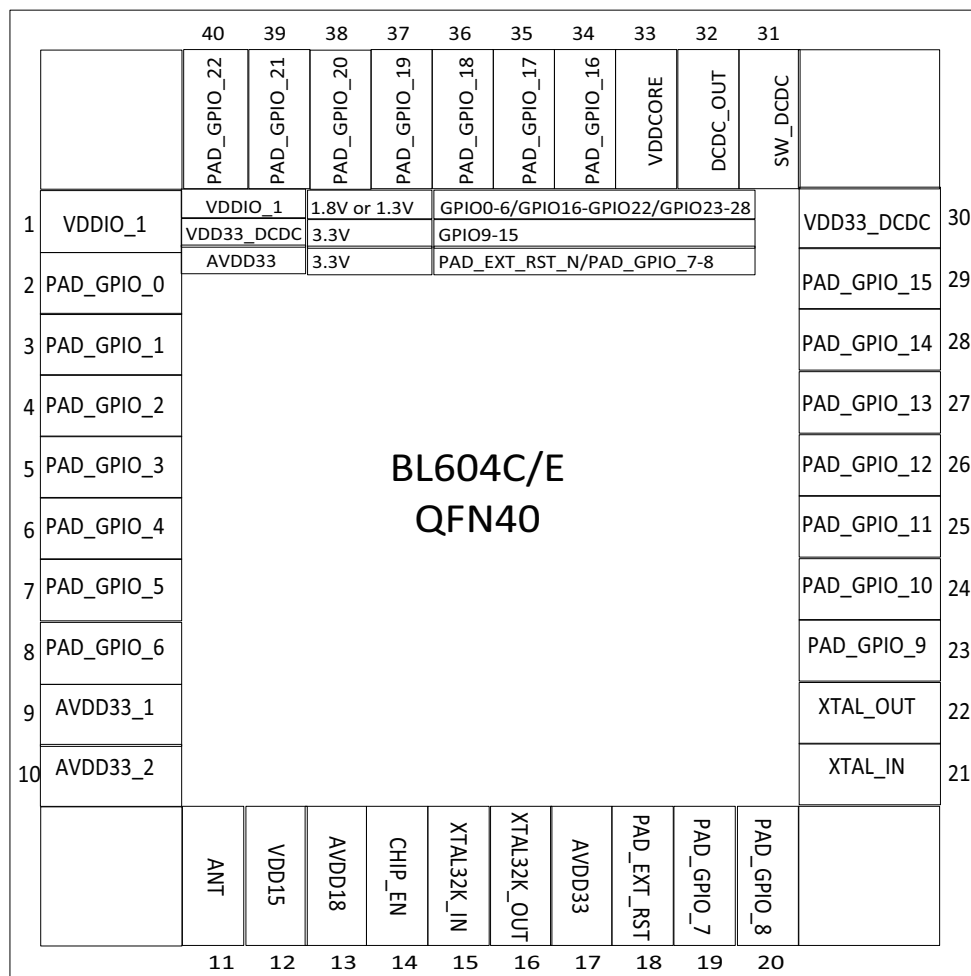 40 39 38 37 36 35 34 33 32 31
PAD_GPIO_22
PAD_GPIO_21
PAD_GPIO_20
PAD_GPIO_19
PAD_GPIO_18
PAD_GPIO_17
PAD_GPIO_16
VDDCORE
DCDC_OUT
SW_DCDC
VDDIO_1 1.8V or 1.3V GPIO0-6/GPIO16-GPIO22/GPIO23-28
VDD33_DCDC 3.3V GPIO9-15
AVDD33 3.3V PAD_EXT_RST_N/PAD_GPIO_7-8
1 VDDIO_1
2 PAD_GPIO_0
3 PAD_GPIO_1
4 PAD_GPIO_2
5 PAD_GPIO_3
6 PAD_GPIO_4
7 PAD_GPIO_5
8 PAD_GPIO_6
9 AVDD33_1
10 AVDD33_2
BL604C/E
QFN40
VDD33_DCDC 30
PAD_GPIO_15 29
PAD_GPIO_14 28
PAD_GPIO_13 27
PAD_GPIO_12 26
PAD_GPIO_11 25
PAD_GPIO_10 24
PAD_GPIO_9 23
XTAL_OUT 22
XTAL_IN 21
ANT
VDD15
AVDD18
CHIP_EN
XTAL32K_IN
XTAL32K_OUT
AVDD33
PAD_EXT_RST
PAD_GPIO_7
PAD_GPIO_8
11 12 13 14 15 16 17 18 19 20